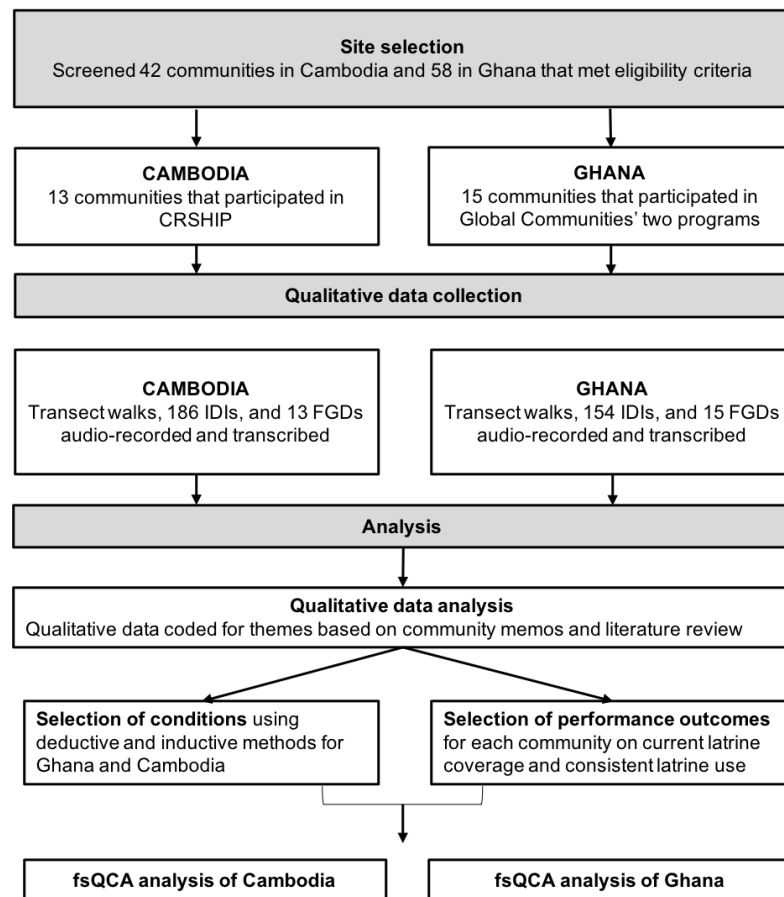 Site selection
Screened 42 communities in Cambodia and 58 in Ghana that met eligibility criteria
CAMBODIA
13 communities that participated in
CRSHIP
GHANA
15 communities that participated in
Global Communities’ two programs
Qualitative data collection
CAMBODIA
Transect walks, 186 IDIs, and 13 FGDs
audio-recorded and transcribed
GHANA
Transect walks, 154 IDIs, and 15 FGDs
audio-recorded and transcribed
Analysis
Qualitative data analysis
Qualitative data coded for themes based on community memos and literature review
Selection of conditions using
deductive and inductive methods for
Ghana and Cambodia
Selection of performance outcomes
for each community on current latrine
coverage and consistent latrine use
fsQCA analysis of Cambodia
fsQCA analysis of Ghana